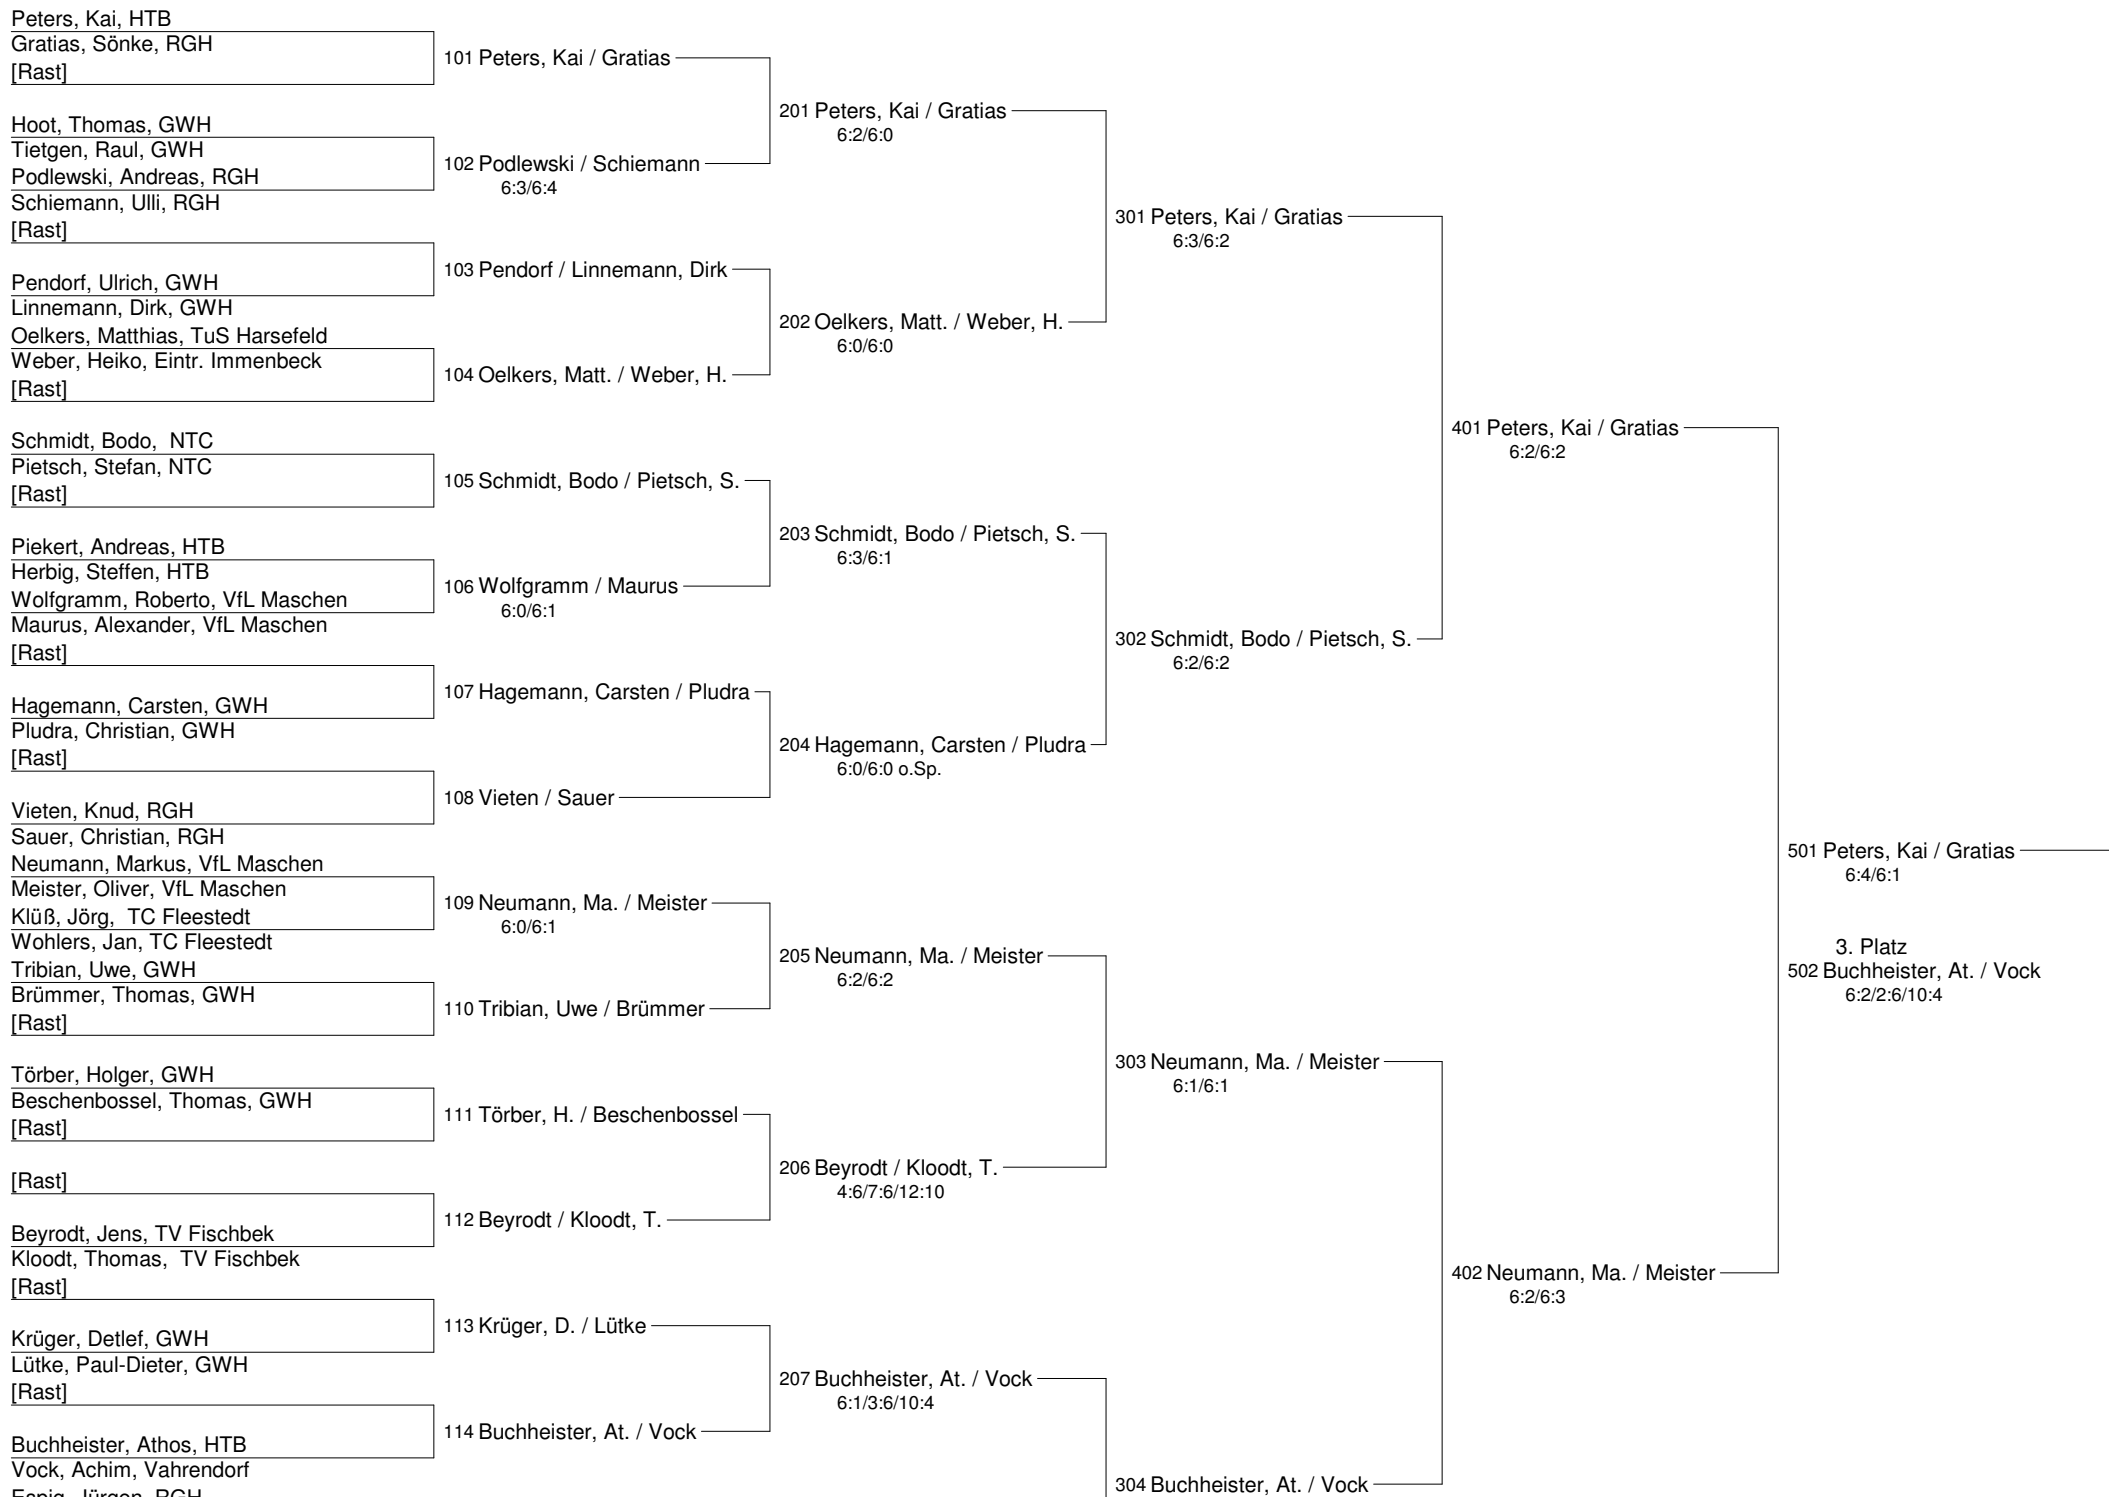 Peters, Kai, HTB
Gratias, Sönke, RGH
[Rast]
Hoot, Thomas, GWH
Tietgen, Raul, GWH
Podlewski, Andreas, RGH
Schiemann, Ulli, RGH
[Rast]
Pendorf, Ulrich, GWH
Linnemann, Dirk, GWH
Oelkers, Matthias, TuS Harsefeld
Weber, Heiko, Eintr. Immenbeck
[Rast]
Schmidt, Bodo, NTC
Pietsch, Stefan, NTC
[Rast]
Piekert, Andreas, HTB
Herbig, Steffen, HTB
Wolfgramm, Roberto, VfL Maschen
Maurus, Alexander, VfL Maschen
[Rast]
Hagemann, Carsten, GWH
Pludra, Christian, GWH
[Rast]
Vieten, Knud, RGH
Sauer, Christian, RGH
Neumann, Markus, VfL Maschen
Meister, Oliver, VfL Maschen
Klüß, Jörg, TC Fleestedt
Wohlers, Jan, TC Fleestedt
Tribian, Uwe, GWH
Brümmer, Thomas, GWH
[Rast]
Törber, Holger, GWH
Beschenbossel, Thomas, GWH
[Rast]
[Rast]
Beyrodt, Jens, TV Fischbek
Kloodt, Thomas, TV Fischbek
[Rast]
Krüger, Detlef, GWH
Lütke, Paul-Dieter, GWH
[Rast]
Buchheister, Athos, HTB
Vock, Achim, Vahrendorf
Espig, Jürgen, RGH
101 Peters, Kai / Gratias
102 Podlewski / Schiemann
6:3/6:4
103 Pendorf / Linnemann, Dirk
104 Oelkers, Matt. / Weber, H.
105 Schmidt, Bodo / Pietsch, S.
106 Wolfgramm / Maurus
6:0/6:1
107 Hagemann, Carsten / Pludra
108 Vieten / Sauer
109 Neumann, Ma. / Meister
6:0/6:1
110 Tribian, Uwe / Brümmer
111 Törber, H. / Beschenbossel
112 Beyrodt / Kloodt, T.
113 Krüger, D. / Lütke
114 Buchheister, At. / Vock
201 Peters, Kai / Gratias
6:2/6:0
202 Oelkers, Matt. / Weber, H.
6:0/6:0
203 Schmidt, Bodo / Pietsch, S.
6:3/6:1
204 Hagemann, Carsten / Pludra
6:0/6:0 o.Sp.
205 Neumann, Ma. / Meister
6:2/6:2
206 Beyrodt / Kloodt, T.
4:6/7:6/12:10
207 Buchheister, At. / Vock
6:1/3:6/10:4
301 Peters, Kai / Gratias
6:3/6:2
302 Schmidt, Bodo / Pietsch, S.
6:2/6:2
303 Neumann, Ma. / Meister
6:1/6:1
304 Buchheister, At. / Vock
401 Peters, Kai / Gratias
6:2/6:2
402 Neumann, Ma. / Meister
6:2/6:3
501 Peters, Kai / Gratias
6:4/6:1
3. Platz
502 Buchheister, At. / Vock
6:2/2:6/10:4